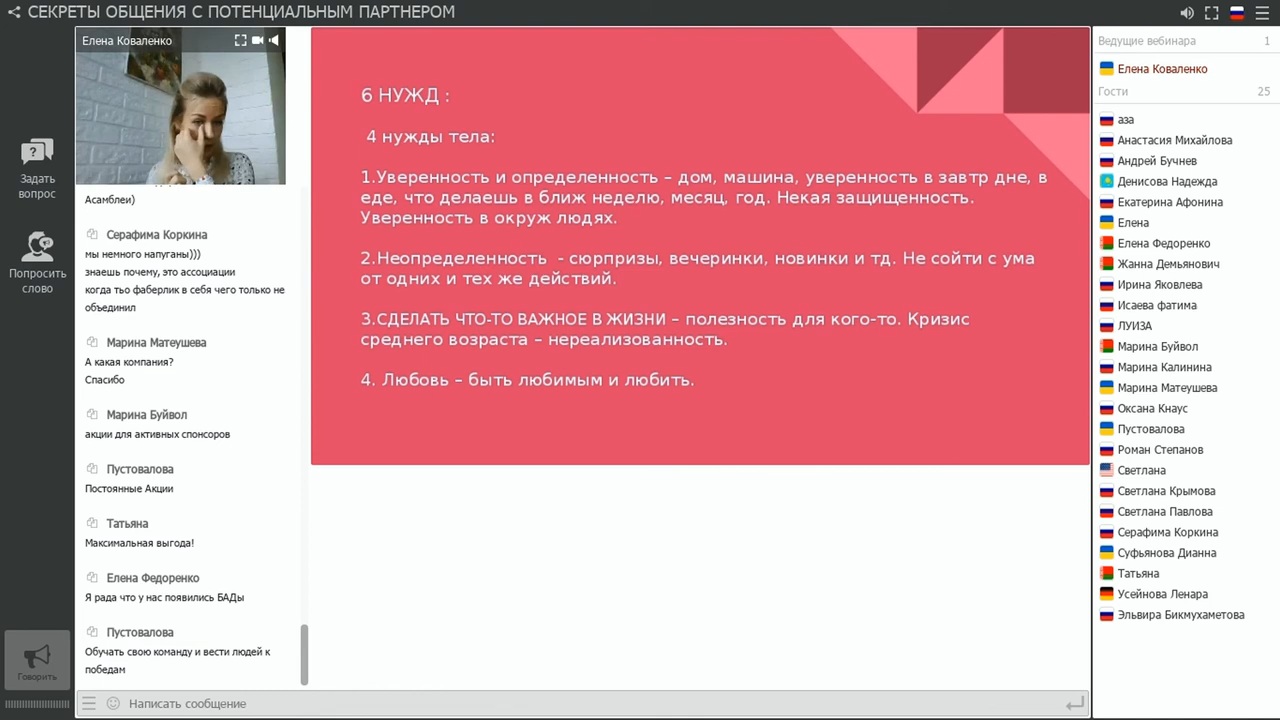 СЕКРЕТЫ ОБЩЕНИЯ С ПОТЕНЦИАЛЬНЫМ ПАРТНЕРОМ
Елена Коваленко
Задать
вопрос
Попросить
слово
Говорить
Асамблеи)
Серафима Коркина
мы немного напуганы)))
знаешь почему, это ассоциации
когда тьо фаберлик в себя чего только не
объединил
Марина Матеушева
А какая компания?
Спасибо
Марина Буйвол
акции для активных спонсоров
Пустовалова
Постоянные Акции
Татьяна
Максимальная выгода!
Елена Федоренко
Я рада что у нас появились БАДы
Пустовалова
Обучать свою команду и вести людей к
победам
Написать сообщение
6 НУЖД :
4 нужды тела:
1.Уверенность и определенность – дом, машина, уверенность в завтр дне, в
еде, что делаешь в ближ неделю, месяц, год. Некая защищенность.
Уверенность в окруж людях.
2.Неопределенность - сюрпризы, вечеринки, новинки и тд. Не сойти с ума
от одних и тех же действий.
3.СДЕЛАТЬ ЧТО-ТО ВАЖНОЕ В ЖИЗНИ – полезность для кого-то. Кризис
среднего возраста – нереализованность.
4. Любовь – быть любимым и любить.
Ведущие вебинара 1
Елена Коваленко
Гости 25
аза
Анастасия Михайлова
Андрей Бучнев
Денисова Надежда
Екатерина Афонина
Елена
Елена Федоренко
Жанна Демьянович
Ирина Яковлева
Исаева фатима
ЛУИЗА
Марина Буйвол
Марина Калинина
Марина Матеушева
Оксана Кнаус
Пустовалова
Роман Степанов
Светлана
Светлана Крымова
Светлана Павлова
Серафима Коркина
Суфьянова Дианна
Татьяна
Усейнова Ленара
Эльвира Бикмухаметова